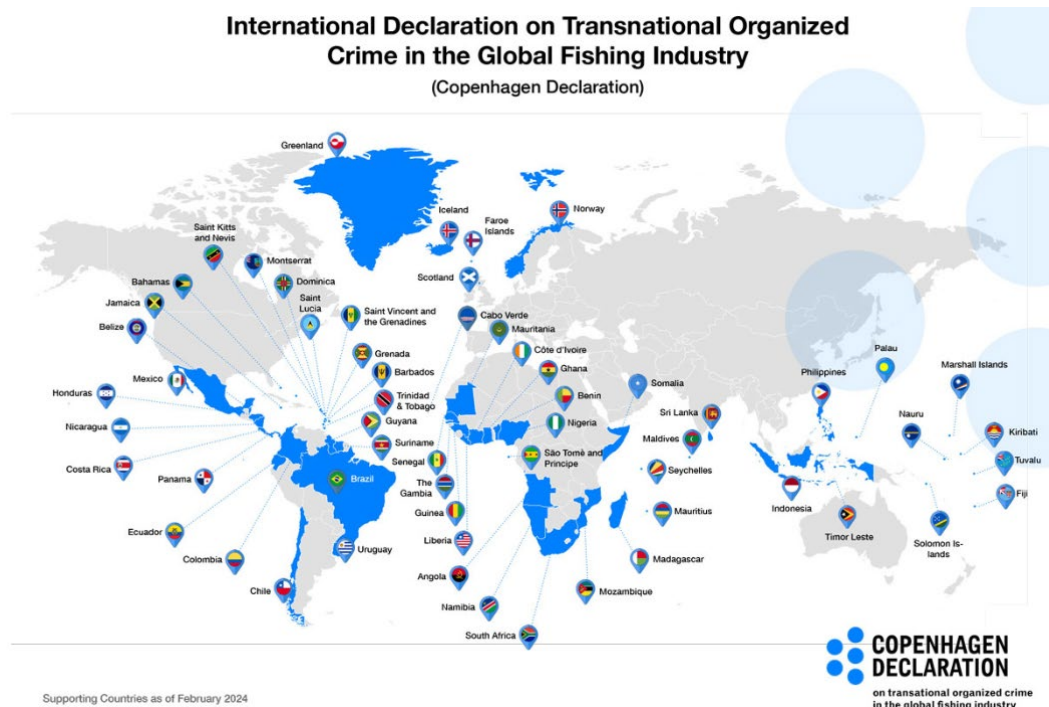 International Declaration on Transnational Organized
Crime in the Global Fishing Industry
(Copenhagen Declaration)
Greenland
Iceland
Faroe
Islands
Norway
Saint Kitts
and Nevis
Montserrat
Scotland
Bahamas
Dominica
Jamaica
Saint
Lucia
Saint Vincent and
the Grenadines
Cabo Verde
Mauritania
Belize
Côte d'Ivoire
Grenada
Ghana
Palau
Mexico
Barbados
Somalia
Philippines
Marshall Islands
Honduras
Trinidad
& Tobago
Benin
Sri Lanka
Nauru
Guyana
Nigeria
Kiribati
Nicaragua
Suriname
Maldives
Costa Rica
Senegal
São Tomè and
Principe
Tuvalu
Panama
Brazil
The
Gambia
Seychelles
Fiji
Guinea
Mauritius
Indonesia
Ecuador
Liberia
Timor Leste
Solomon Is-
lands
Uruguay
Colombia
Madagascar
Angola
Chile
Mozambique
Namibia
South Africa
COPENHAGEN
DECLARATION
on transational organized crime
in the global fishing industry
Supporting Countries as of February 2024